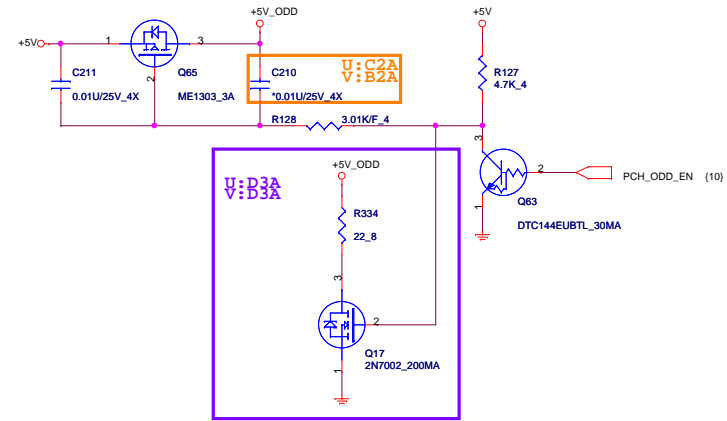 +5V_ODD
+5V
+5V
1
3
2
Q65
ME1303_3A
C211
0.01U/25V_4X
C210
*0.01U/25V_4X
U:C2A
V:B2A
R127
4.7K_4
R128
3.01K/F_4
3
2
1
Q63
DTC144EUBTL_30MA
PCH_ODD_EN {10}
U:D3A
V:D3A
+5V_ODD
R334
22_8
3
2
1
Q17
2N7002_200MA